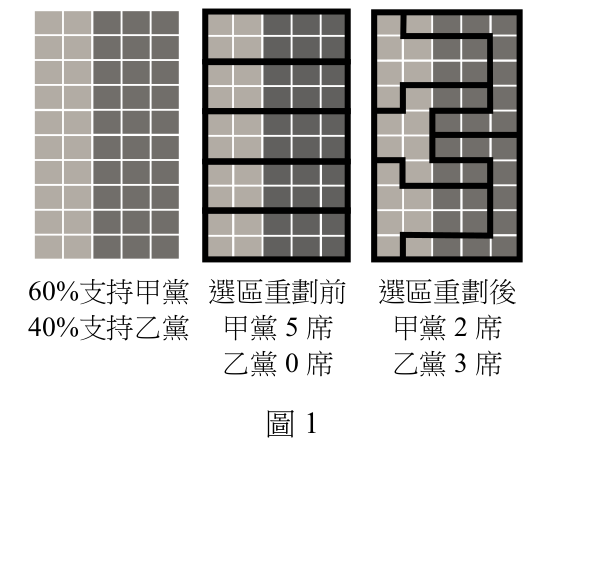 60%支持甲黨
40%支持乙黨
選區重劃前
甲黨 5 席
乙黨 0 席
選區重劃後
甲黨 2 席
乙黨 3 席
圖 1